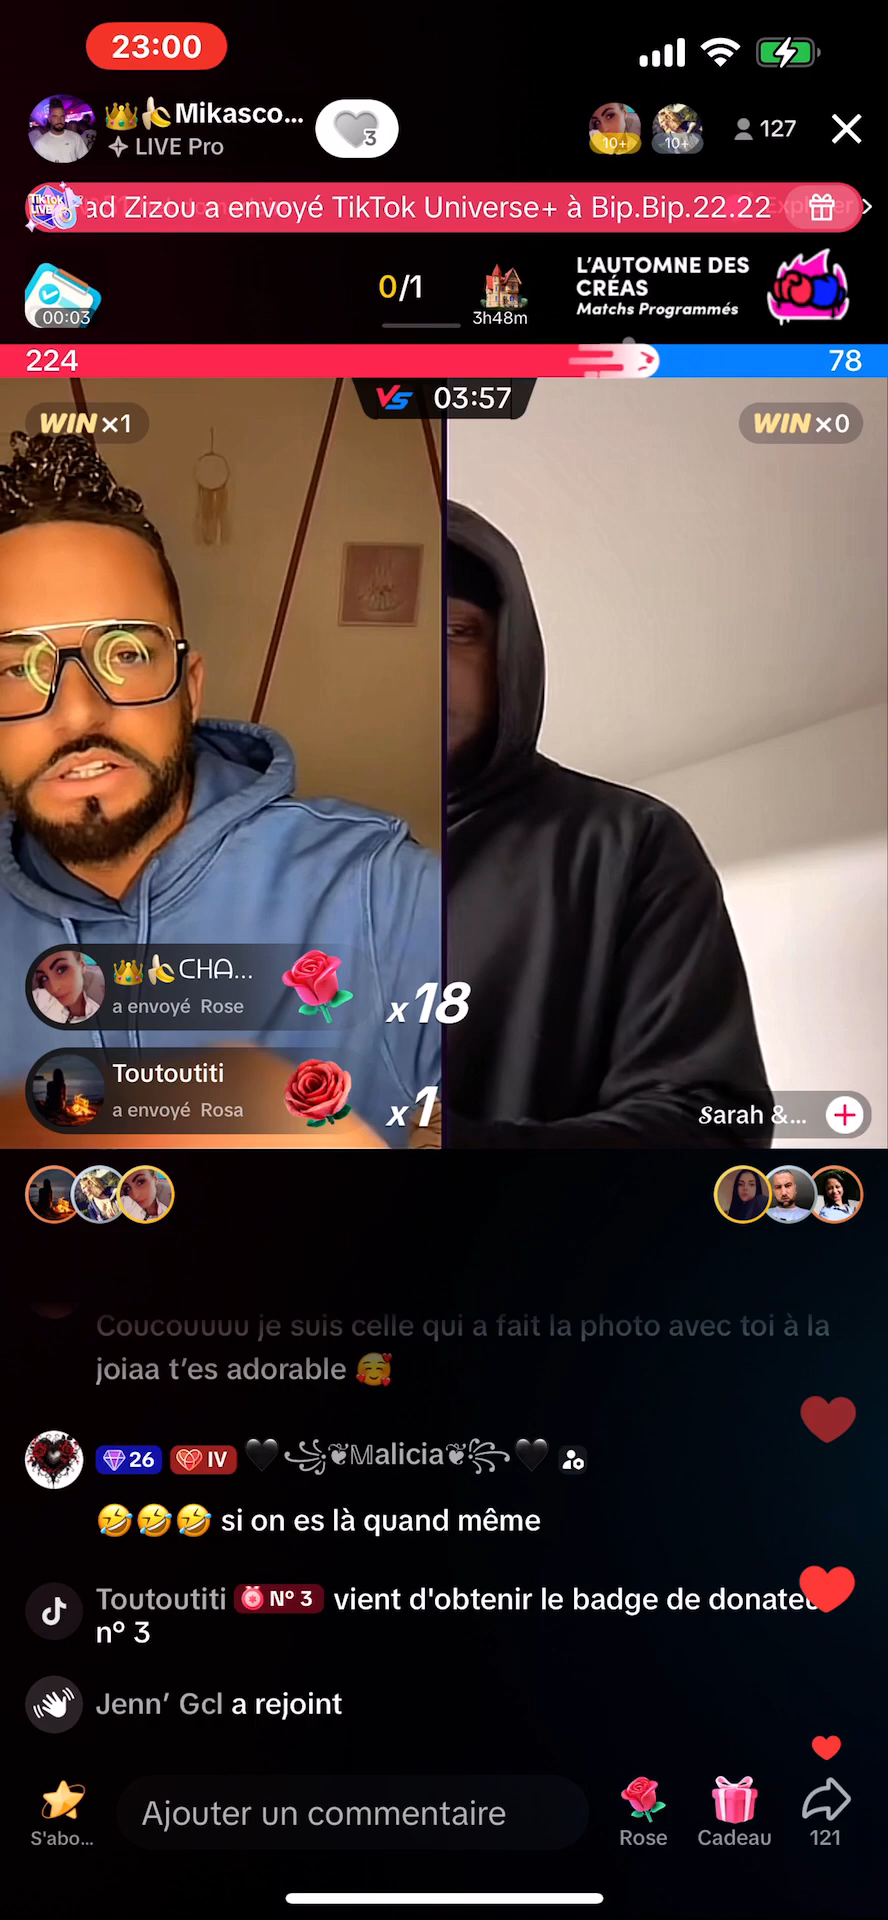 23:00
👑🍌Mikasco...
LIVE Pro
3
10+
10+
127
ad Zizou a envoyé TikTok Universe+ à Bip.Bip.22.22
00:03
0/1
3h48m
L'AUTOMNE DES
CRÉAS
Matchs Programmés
224
78
VS 03:57
WIN x1
WIN x0
👑🍌CHA...
a envoyé Rose
x18
Toutoutiti
a envoyé Rosa
x1
Sarah &...
Coucouuuu je suis celle qui a fait la photo avec toi à la
joiaa t'es adorable 🥰
26 IV 🖤꧁❦Malicia❦꧂🖤
🤣🤣🤣 si on es là quand même
Toutoutiti N° 3 vient d'obtenir le badge de donateu
n° 3
Jenn' Gcl a rejoint
S'abo...
Ajouter un commentaire
Rose
Cadeau
121